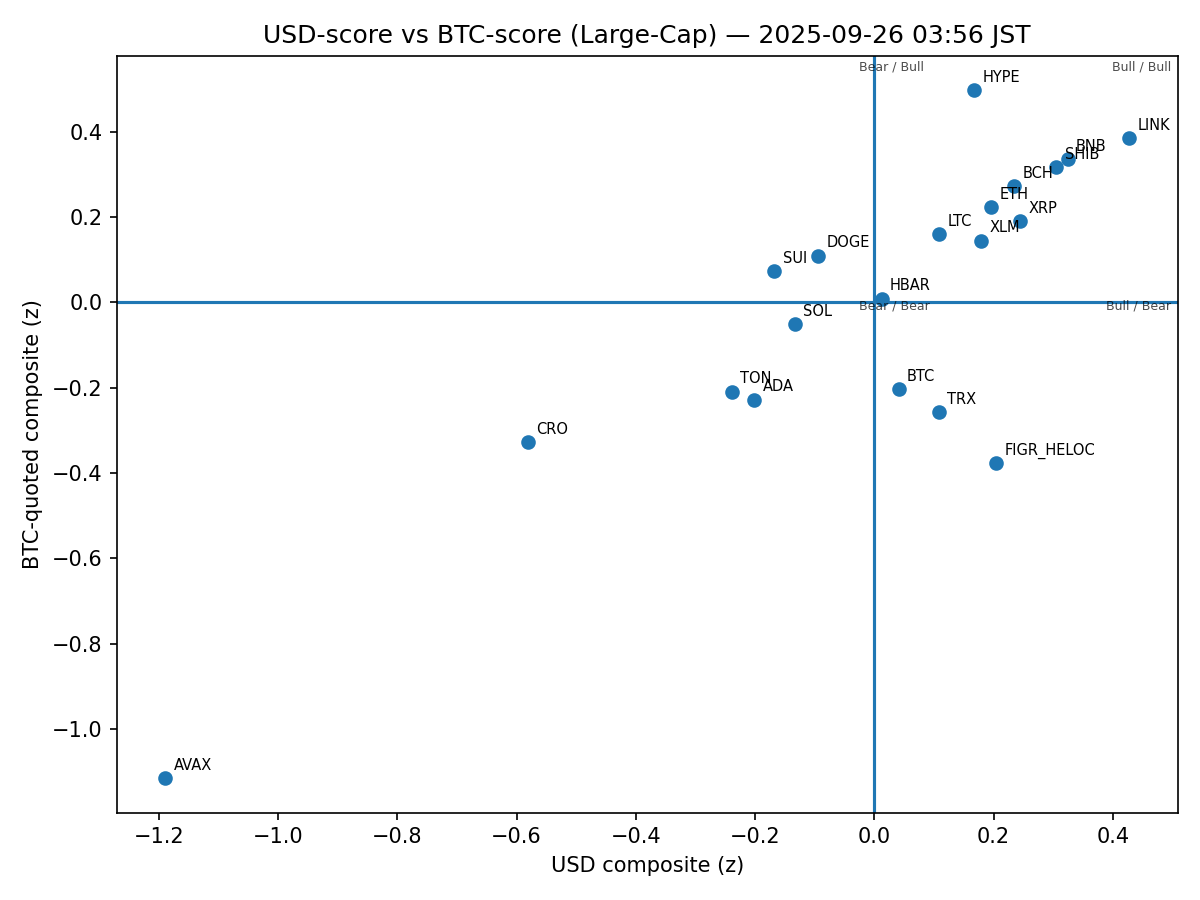 USD-score vs BTC-score (Large-Cap) — 2025-09-26 03:56 JST
Bear / Bull
Bull / Bull
HYPE
LINK
BNB
SHIB
BCH
ETH
XRP
LTC
XLM
DOGE
SUI
HBAR
Bear / Bear
Bull / Bear
SOL
TON
ADA
BTC
TRX
CRO
FIGR_HELOC
AVAX
BTC-quoted composite (z)
0.4
0.2
0.0
−0.2
−0.4
−0.6
−0.8
−1.0
−1.2
−1.0
−0.8
−0.6
−0.4
−0.2
0.0
0.2
0.4
USD composite (z)